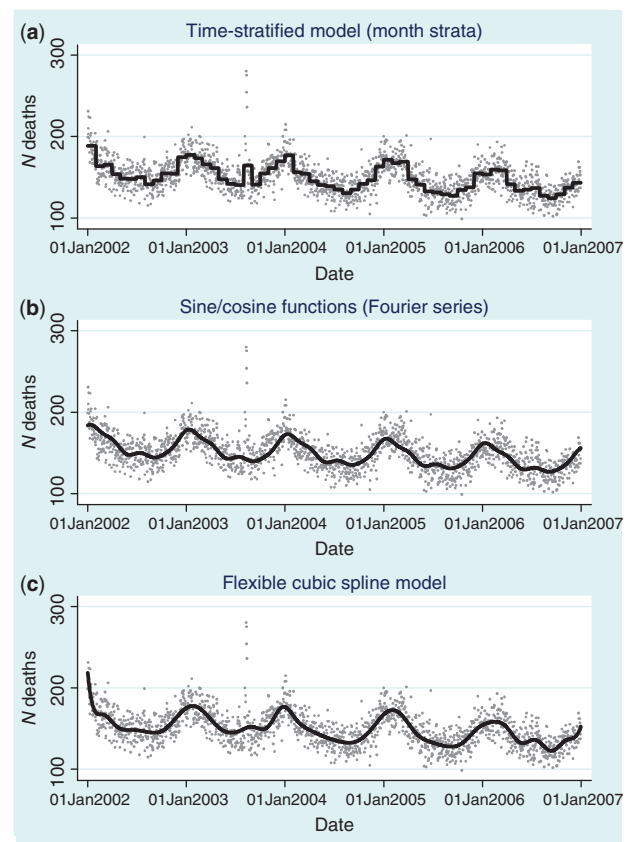 (a) Time-stratified model (month strata)
300
200
100
N deaths
01Jan2002 01Jan2003 01Jan2004 01Jan2005 01Jan2006 01Jan2007
Date
(b) Sine/cosine functions (Fourier series)
300
200
100
N deaths
01Jan2002 01Jan2003 01Jan2004 01Jan2005 01Jan2006 01Jan2007
Date
(c) Flexible cubic spline model
300
200
100
N deaths
01Jan2002 01Jan2003 01Jan2004 01Jan2005 01Jan2006 01Jan2007
Date